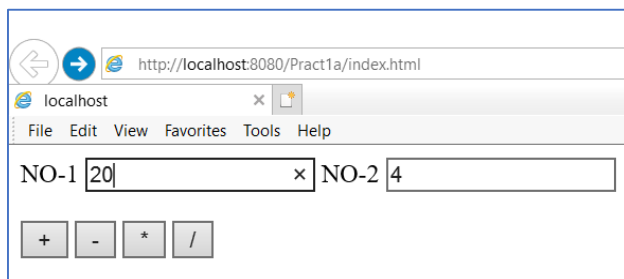 http://localhost:8080/Pract1a/index.html
localhost
File Edit View Favorites Tools Help
NO-1 20 × NO-2 4
+ - * /